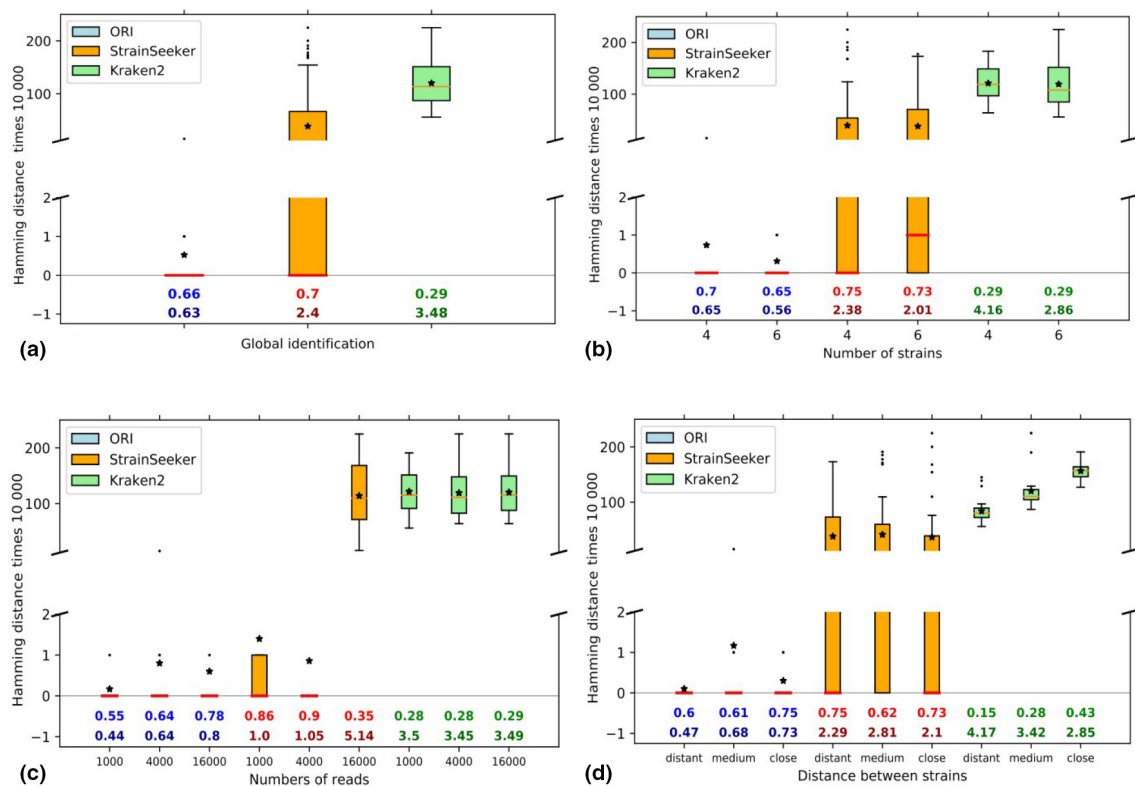 ORI
StrainSeeker
Kraken2
200
100
2
1
0
−1
Hamming distance times 10 000
0.66 0.7 0.29
0.63 2.4 3.48
Global identification
(a)
ORI
StrainSeeker
Kraken2
200
100
2
1
0
−1
Hamming distance times 10 000
0.7 0.65 0.75 0.73 0.29 0.29
0.65 0.56 2.38 2.01 4.16 2.86
4 6 4 6 4 6
Number of strains
(b)
ORI
StrainSeeker
Kraken2
200
100
2
1
0
−1
Hamming distance times 10 000
0.55 0.64 0.78 0.86 0.9 0.35 0.28 0.28 0.29
0.44 0.64 0.8 1.0 1.05 5.14 3.5 3.45 3.49
1000 4000 16000 1000 4000 16000 1000 4000 16000
Numbers of reads
(c)
ORI
StrainSeeker
Kraken2
200
100
2
1
0
−1
Hamming distance times 10 000
0.6 0.61 0.75 0.75 0.62 0.73 0.15 0.28 0.43
0.47 0.68 0.73 2.29 2.81 2.1 4.17 3.42 2.85
distant medium close distant medium close distant medium close
Distance between strains
(d)